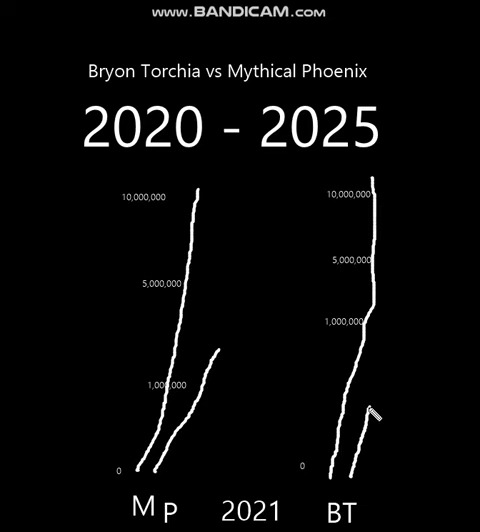 WWW.BANDICAM.COM
Bryon Torchia vs Mythical Phoenix
2020 - 2025
10,000,000
10,000,000
5,000,000
5,000,000
1,000,000
1,000,000
0
0
M P
2021
BT